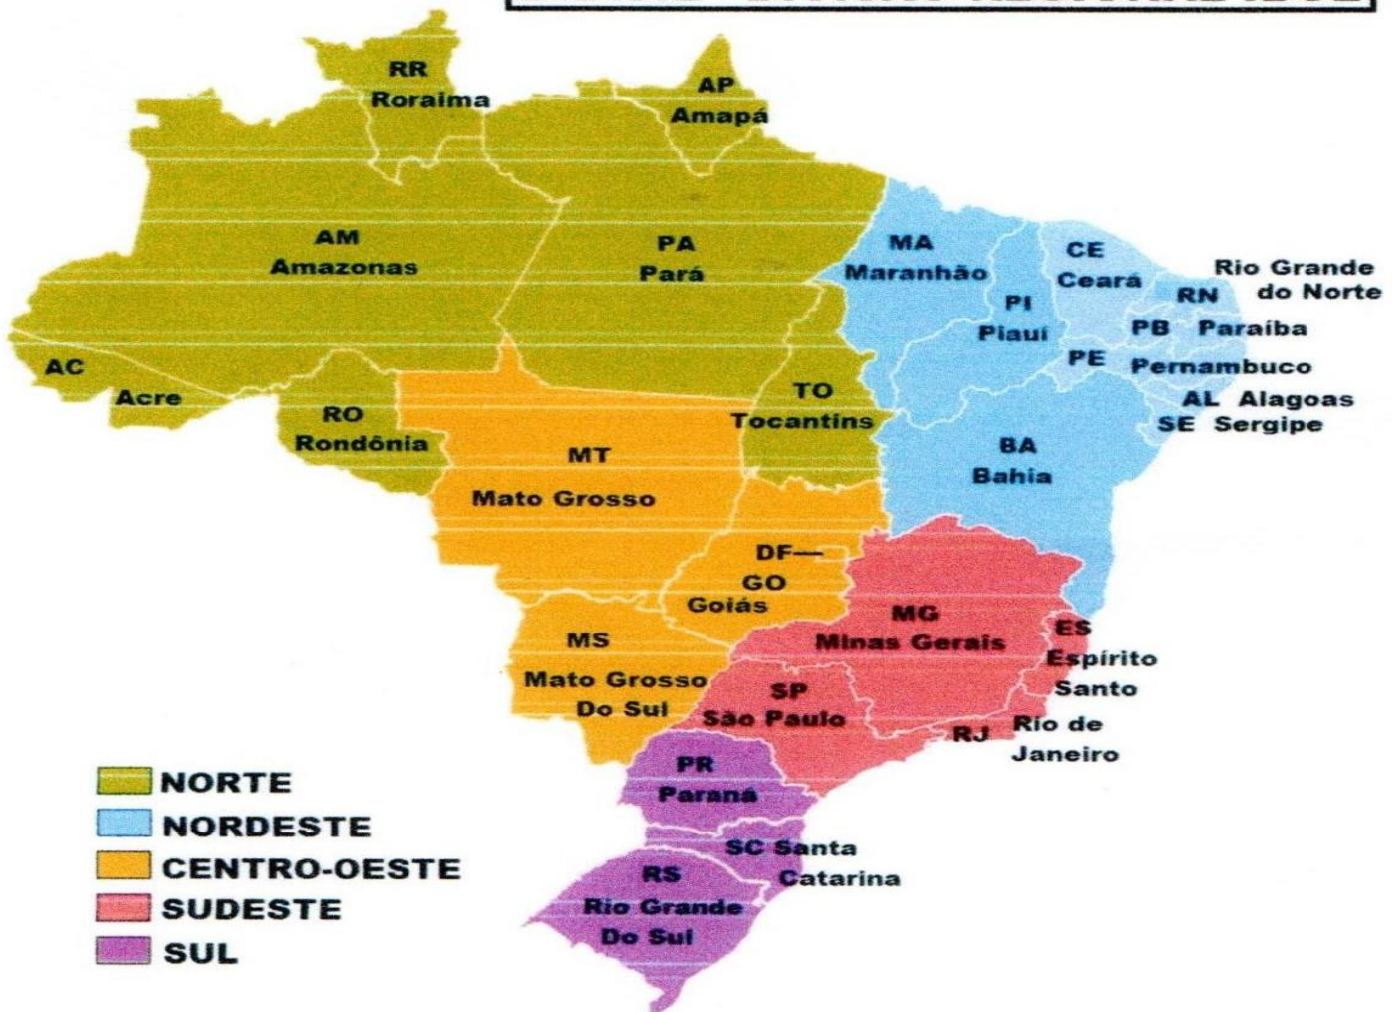 RR
Roraima
AP
Amapá
AM
Amazonas
PA
Pará
MA
Maranhão
CE
Ceará
Rio Grande
do Norte
RN
PI
Piauí
PB Paraíba
PE Pernambuco
AL Alagoas
SE Sergipe
AC
Acre
RO
Rondônia
TO
Tocantins
BA
Bahia
MT
Mato Grosso
DF—
GO
Goiás
MG
Minas Gerais
ES
Espírito
Santo
MS
Mato Grosso
Do Sul
SP
São Paulo
RJ Rio de
Janeiro
PR
Paraná
SC Santa
Catarina
RS
Rio Grande
Do Sul
NORTE
NORDESTE
CENTRO-OESTE
SUDESTE
SUL